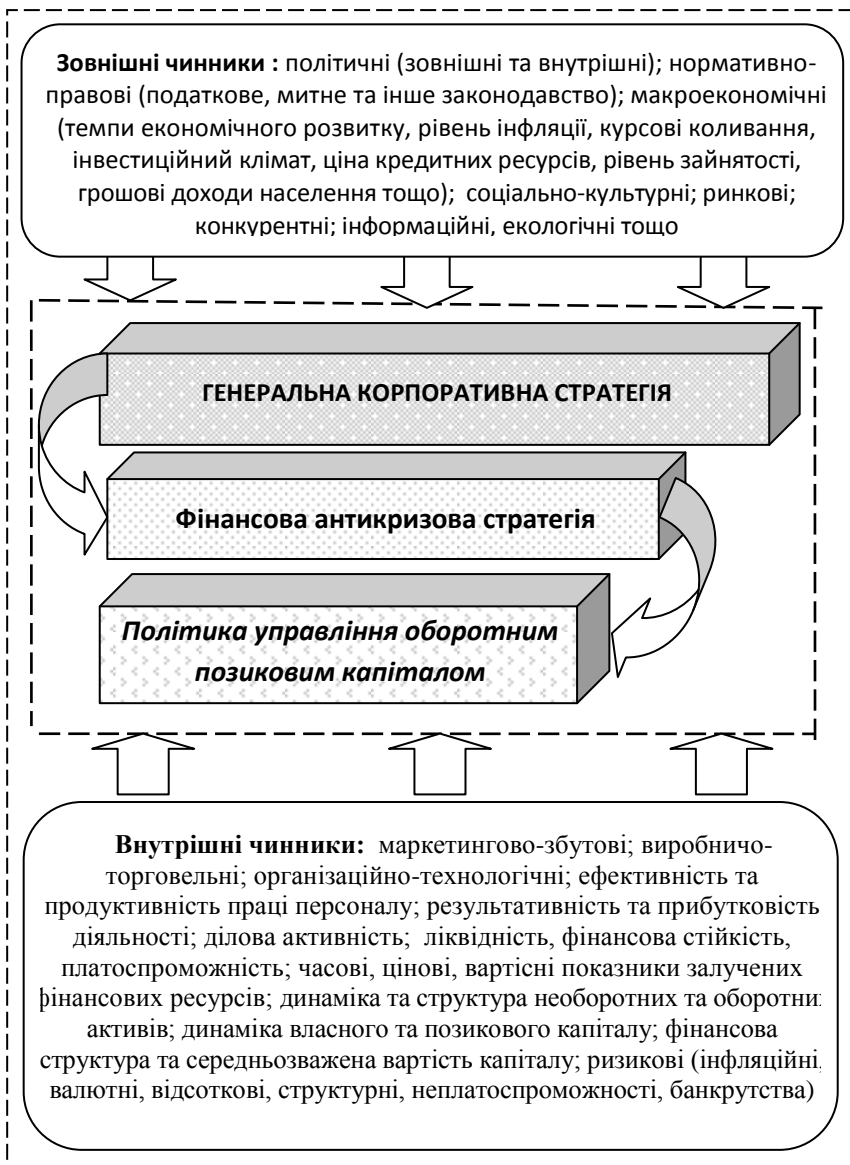 Зовнішні чинники : політичні (зовнішні та внутрішні); нормативно-
правові (податкове, митне та інше законодавство); макроекономічні
(темпи економічного розвитку, рівень інфляції, курсові коливання,
інвестиційний клімат, ціна кредитних ресурсів, рівень зайнятості,
грошові доходи населення тощо); соціально-культурні; ринкові;
конкурентні; інформаційні, екологічні тощо
ГЕНЕРАЛЬНА КОРПОРАТИВНА СТРАТЕГІЯ
Фінансова антикризова стратегія
Політика управління оборотним
позиковим капіталом
Внутрішні чинники: маркетингово-збутові; виробничо-
торговельні; організаційно-технологічні; ефективність та
продуктивність праці персоналу; результативність та прибутковість
діяльності; ділова активність; ліквідність, фінансова стійкість,
платоспроможність; часові, цінові, вартісні показники залучених
фінансових ресурсів; динаміка та структура необоротних та оборотних
активів; динаміка власного та позикового капіталу; фінансова
структура та середньозважена вартість капіталу; ризикові (інфляційні,
валютні, відсоткові, структурні, неплатоспроможності, банкрутства)